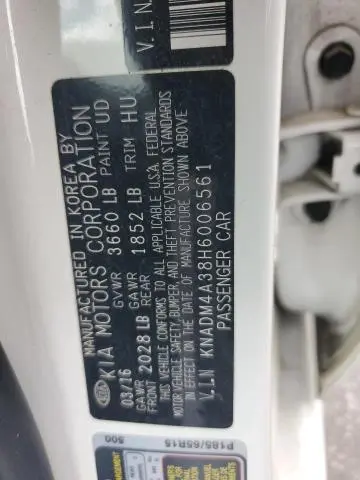 V.I.N
MANUFACTURED IN KOREA BY
KIA KIA MOTORS CORPORATION
03/16 GVWR 3660 LB PAINT UD
GAWR FRONT 2028 LB GAWR REAR 1852 LB TRIM HU
THIS VEHICLE CONFORMS TO ALL APPLICABLE U.S.A. FEDERAL
MOTOR VEHICLE SAFETY, BUMPER, AND THEFT PREVENTION STANDARDS
IN EFFECT ON THE DATE OF MANUFACTURE SHOWN ABOVE
V.I.N KNADM4A38H6006561
PASSENGER CAR
P185/65R15
500